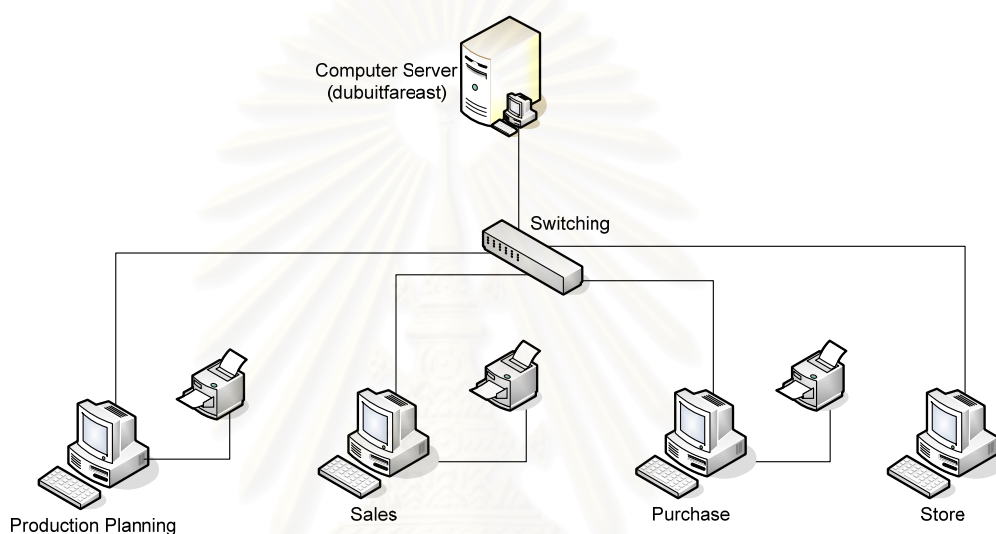 Computer Server
(dubuitfareast)
Switching
Production Planning
Sales
Purchase
Store